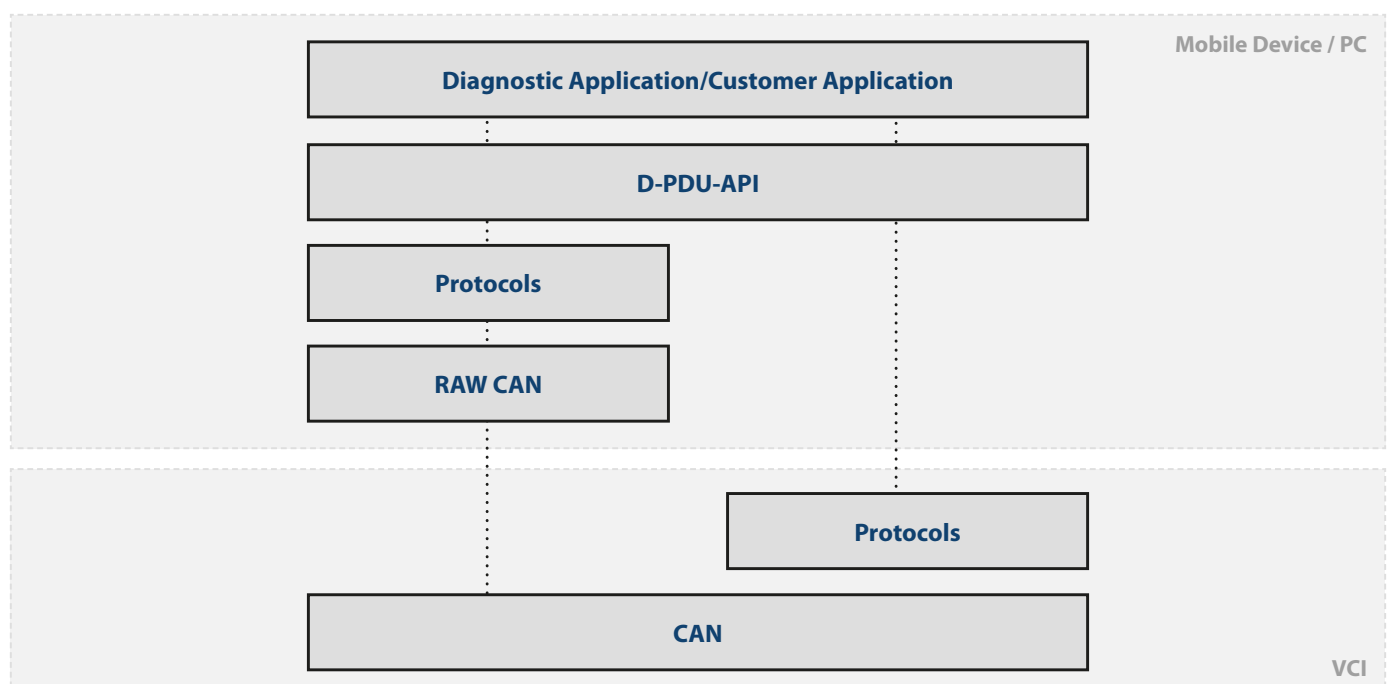 Mobile Device / PC
Diagnostic Application/Customer Application
D-PDU-API
Protocols
RAW CAN
Protocols
CAN
VCI